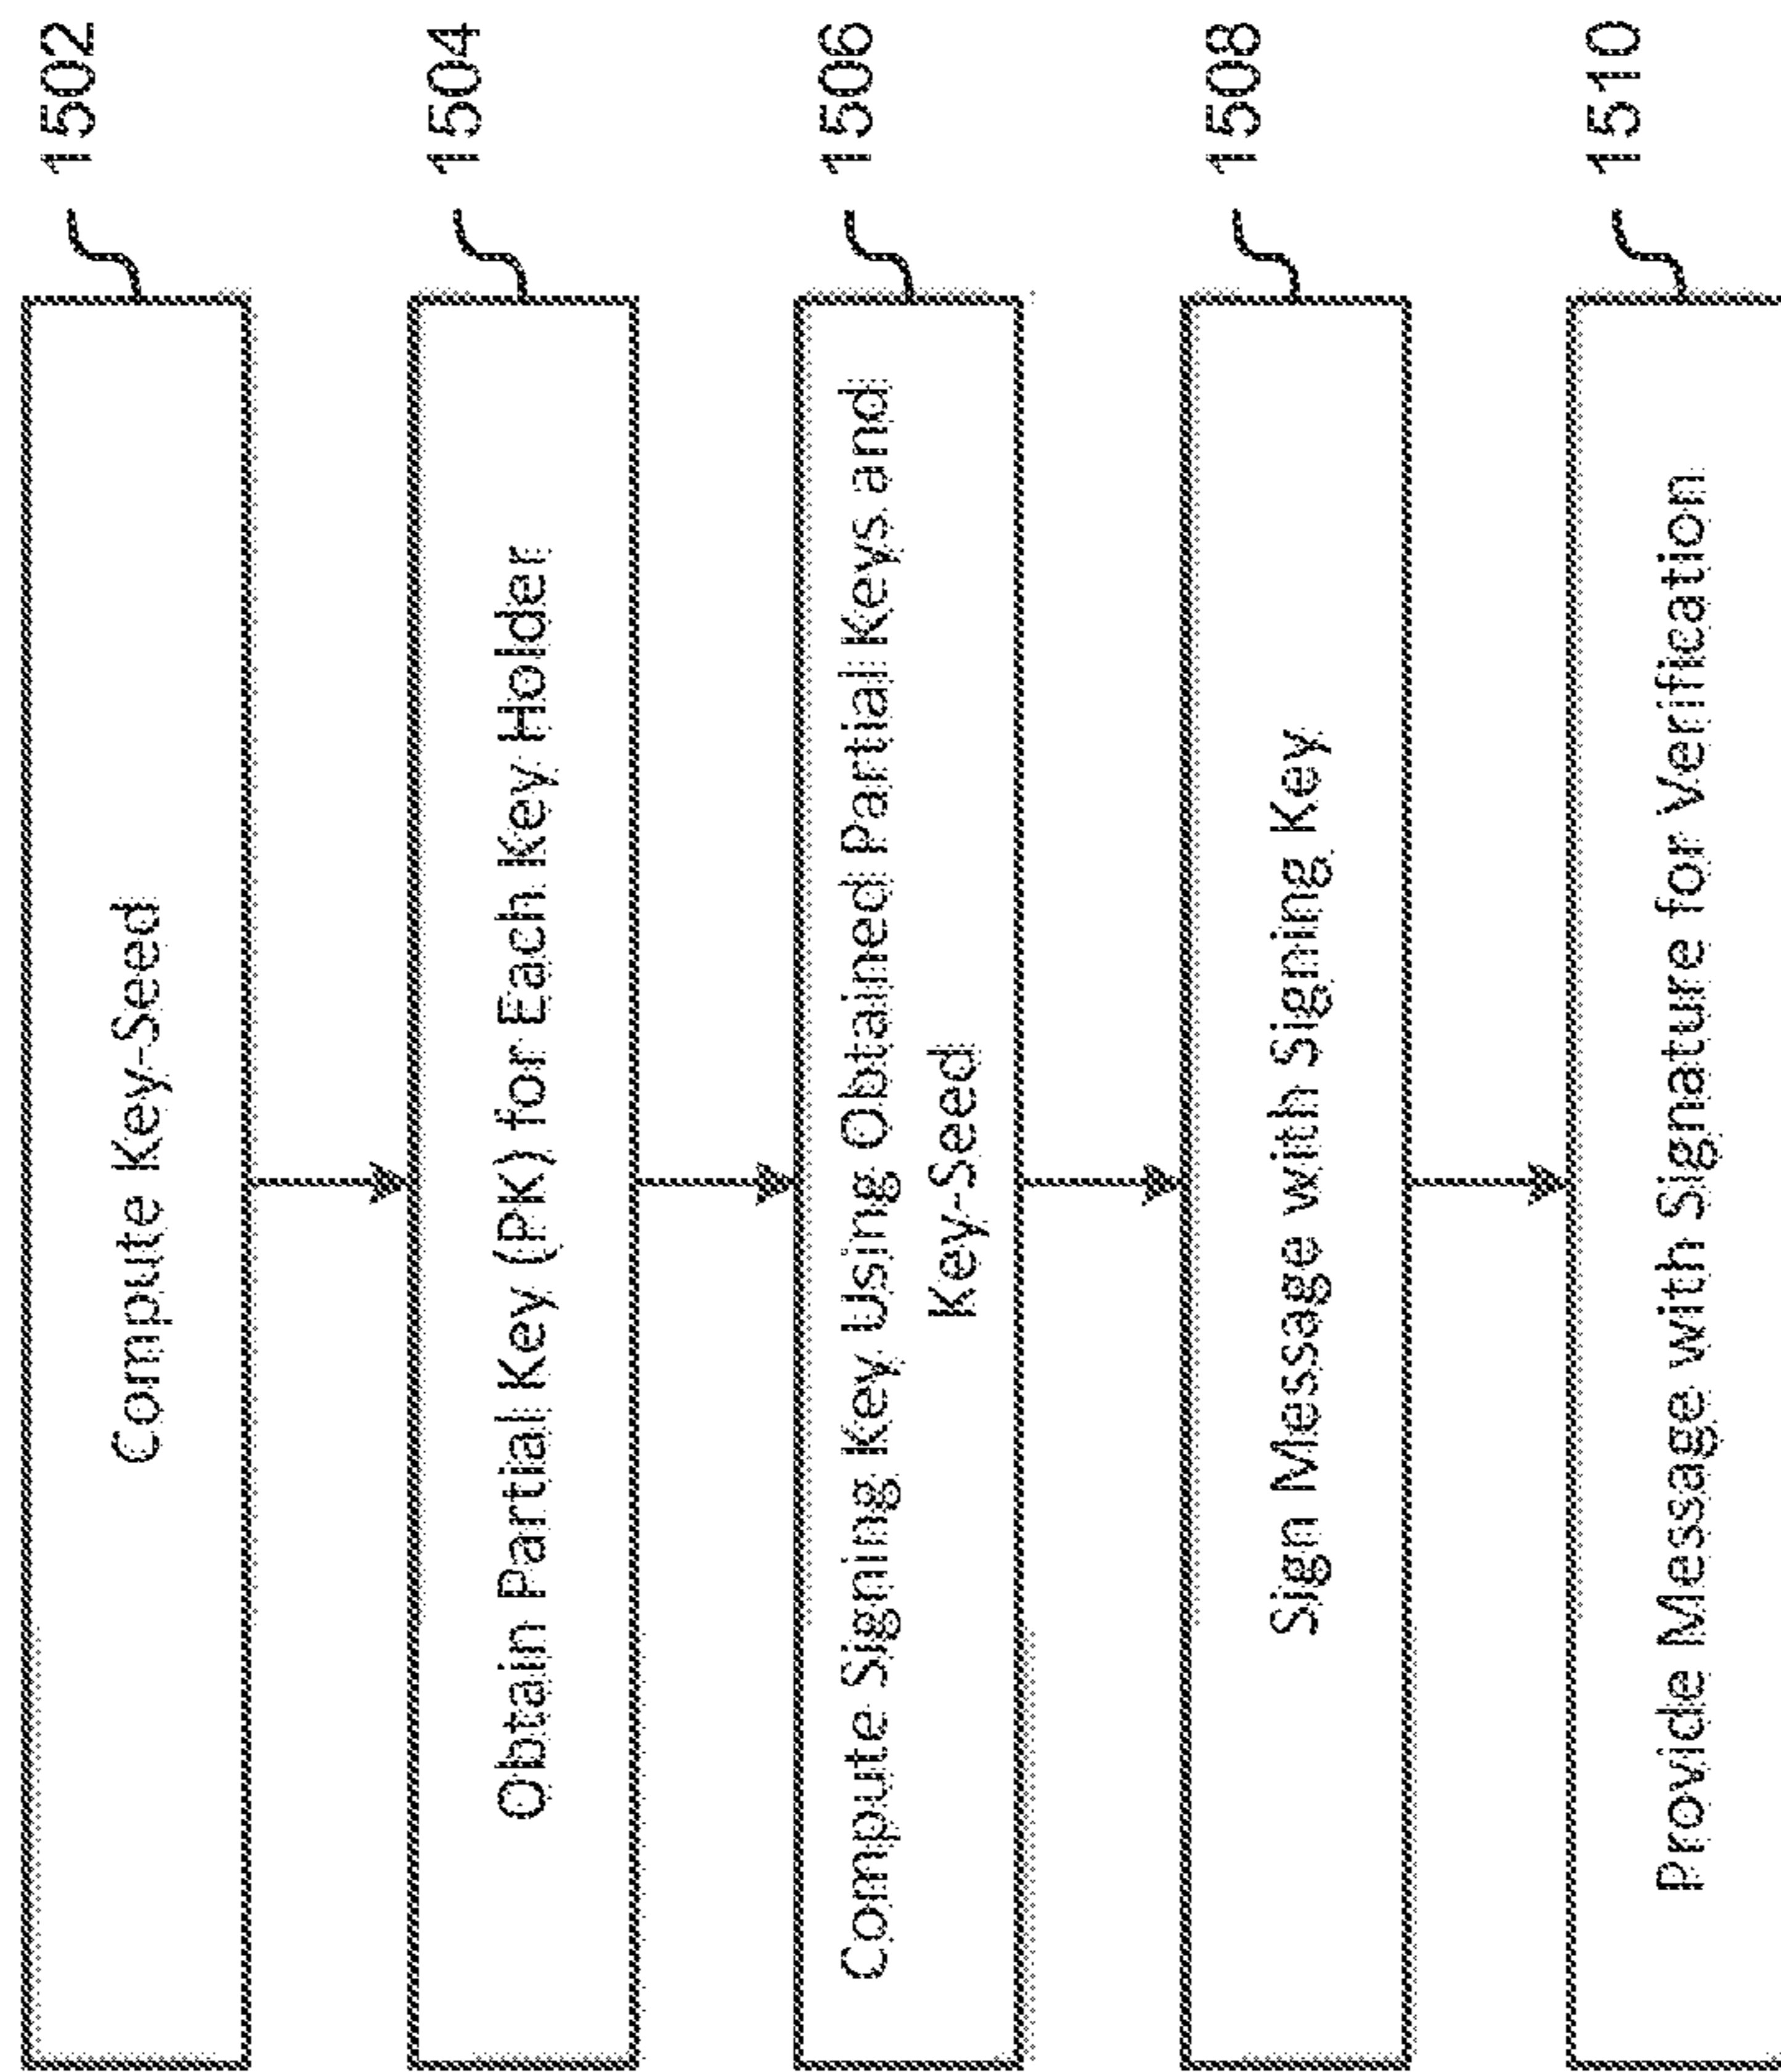 Compute Key-Seed
1502
Obtain Partial Key (PK) for Each Key Holder
1504
Compute Signing Key Using Obtained Partial Keys and
Key-Seed
1506
Sign Message with Signing Key
1508
Provide Message with Signature for Verification
1510